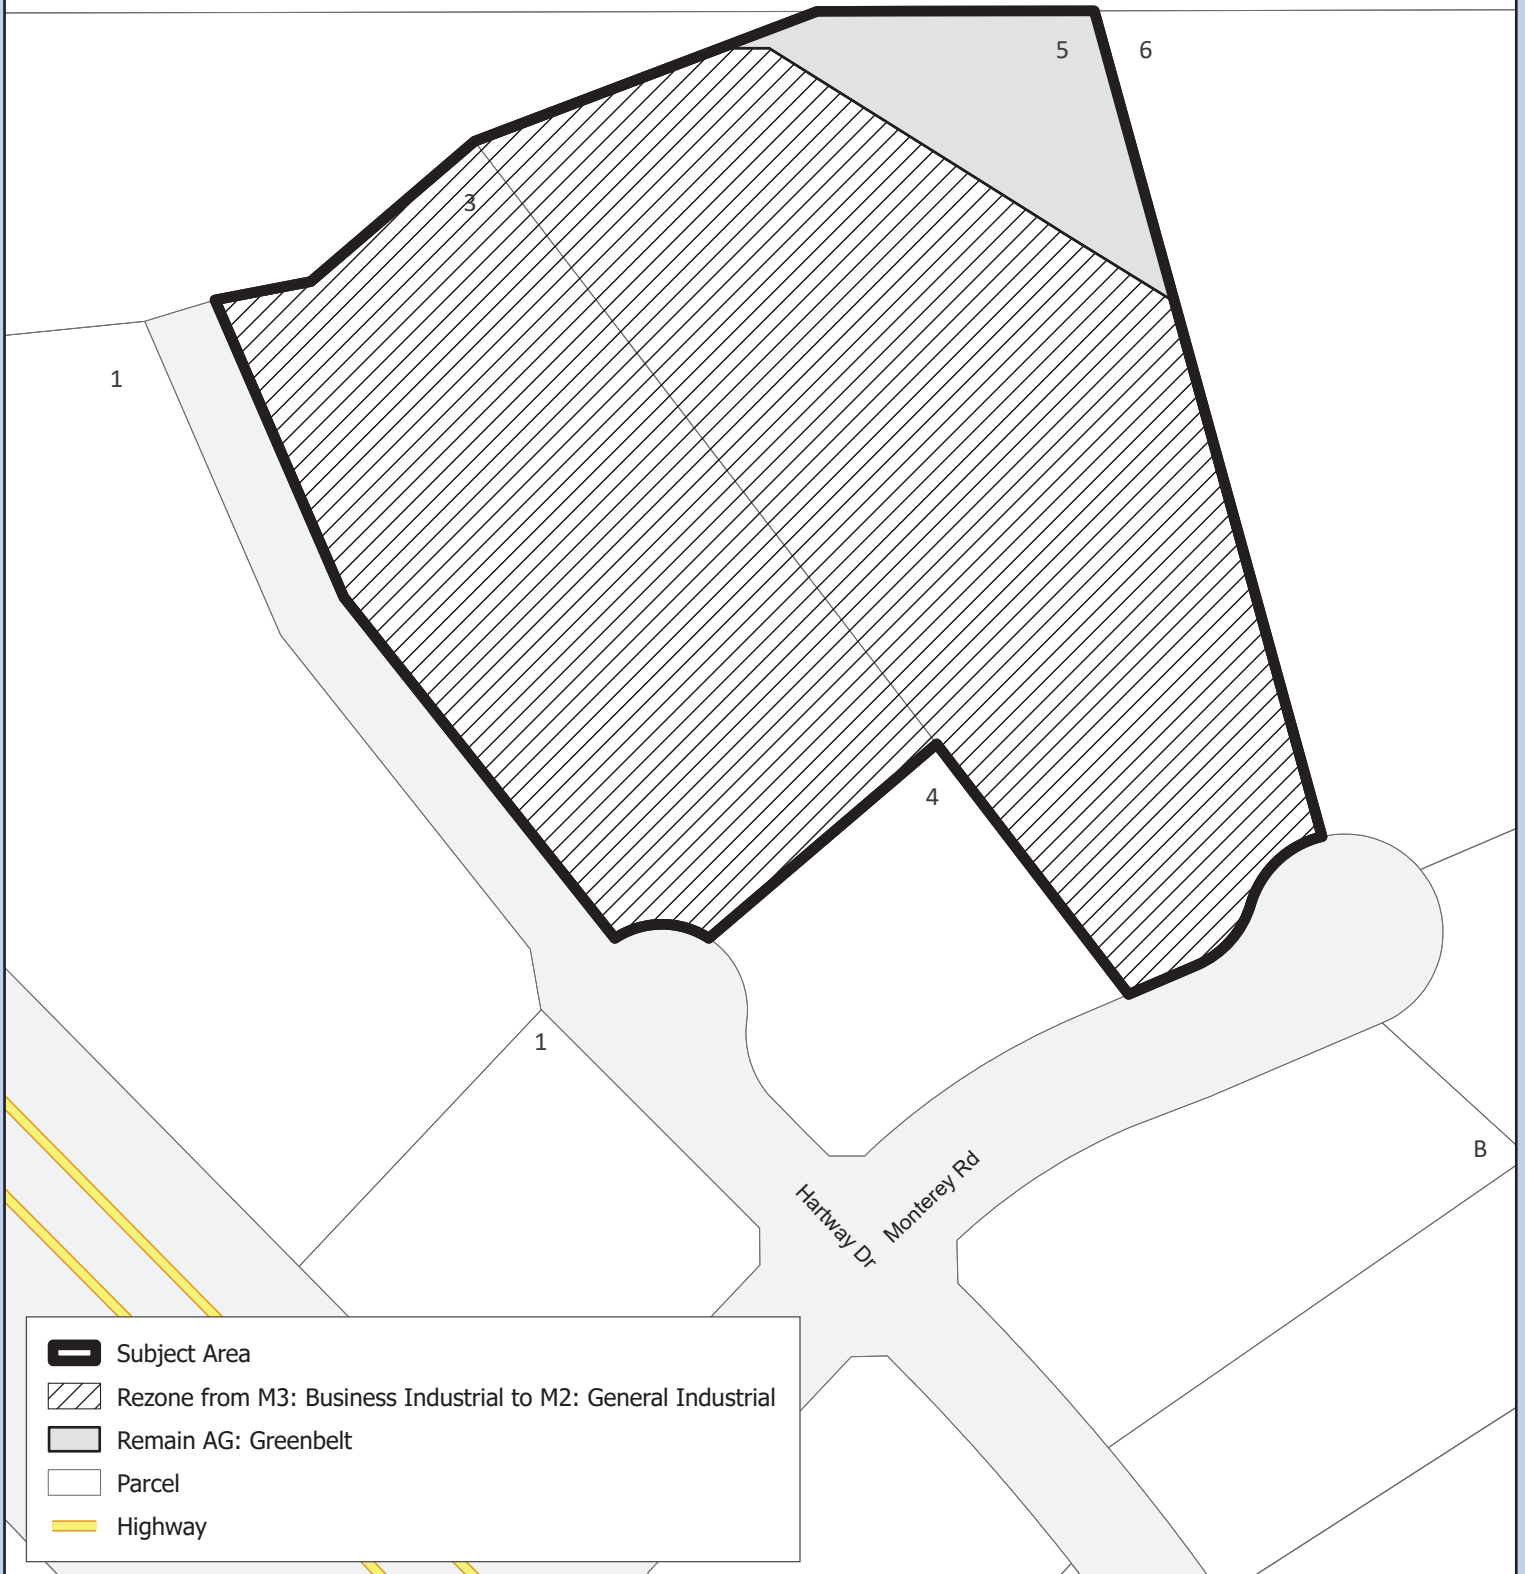 5
6
3
1
4
1
B
Hartway Dr
Monterey Rd
Subject Area
Rezone from M3: Business Industrial to M2: General Industrial
Remain AG: Greenbelt
Parcel
Highway